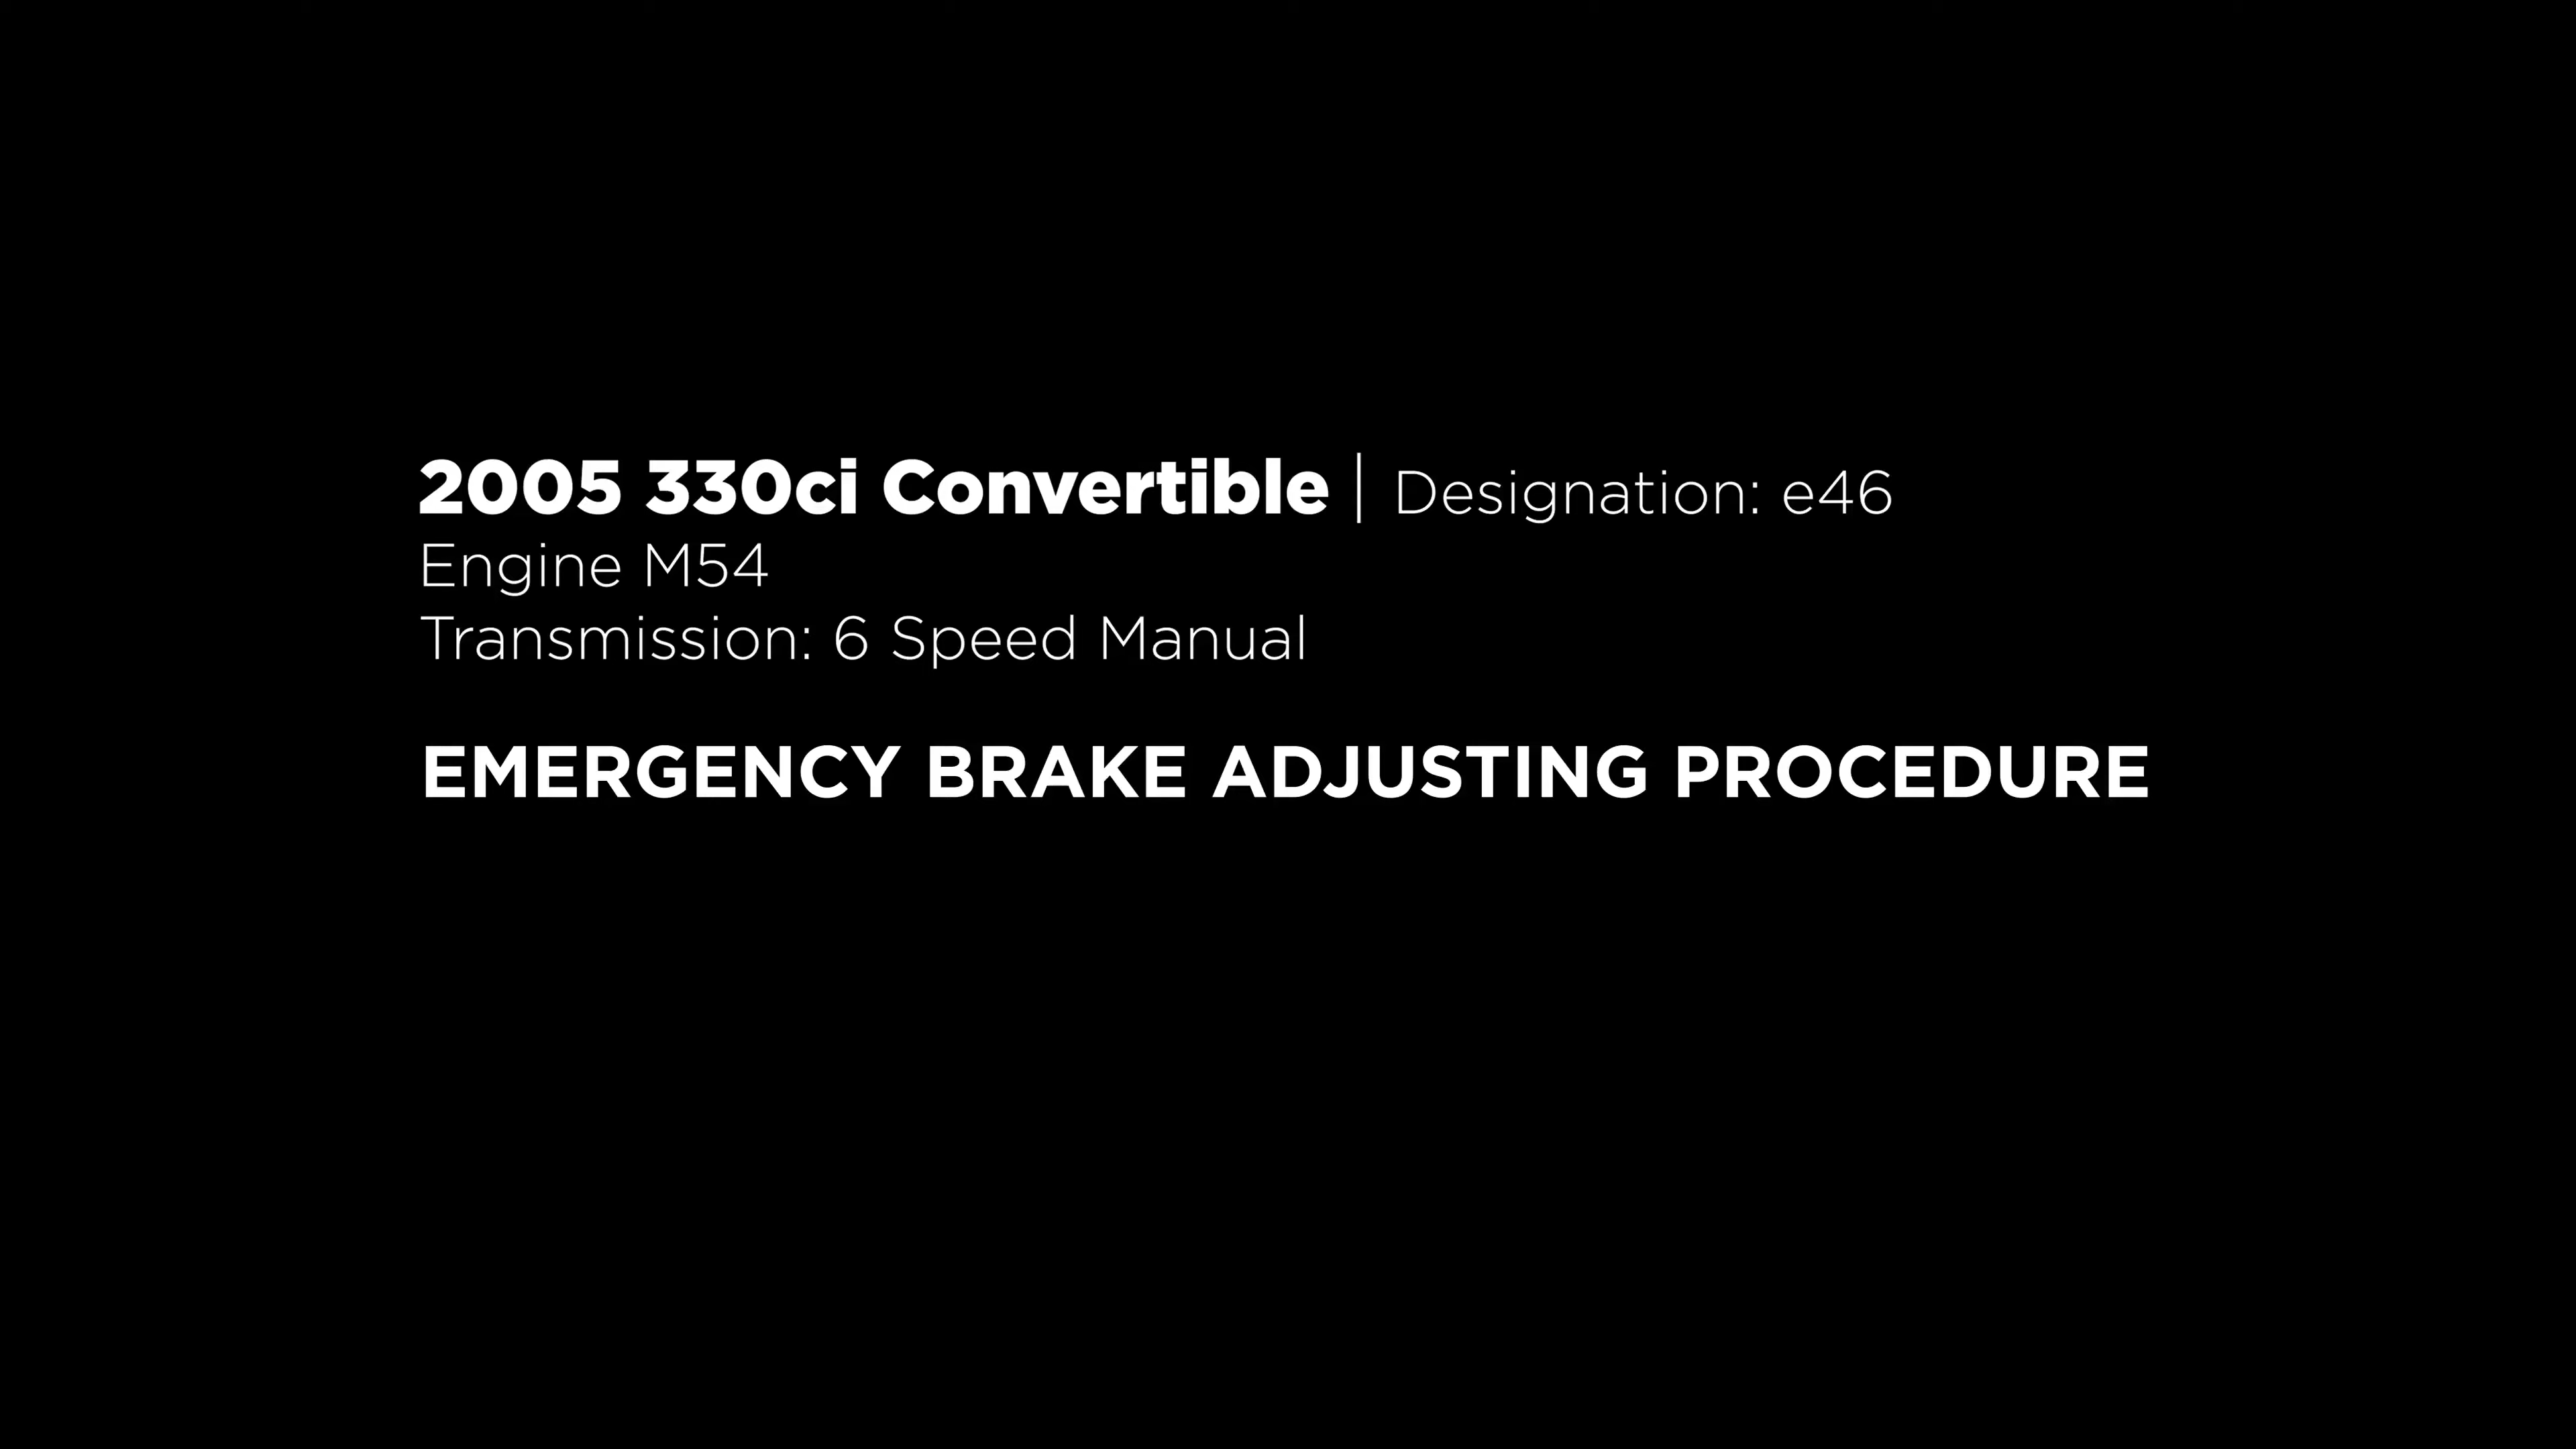 2005 330ci Convertible | Designation: e46
Engine M54
Transmission: 6 Speed Manual
EMERGENCY BRAKE ADJUSTING PROCEDURE